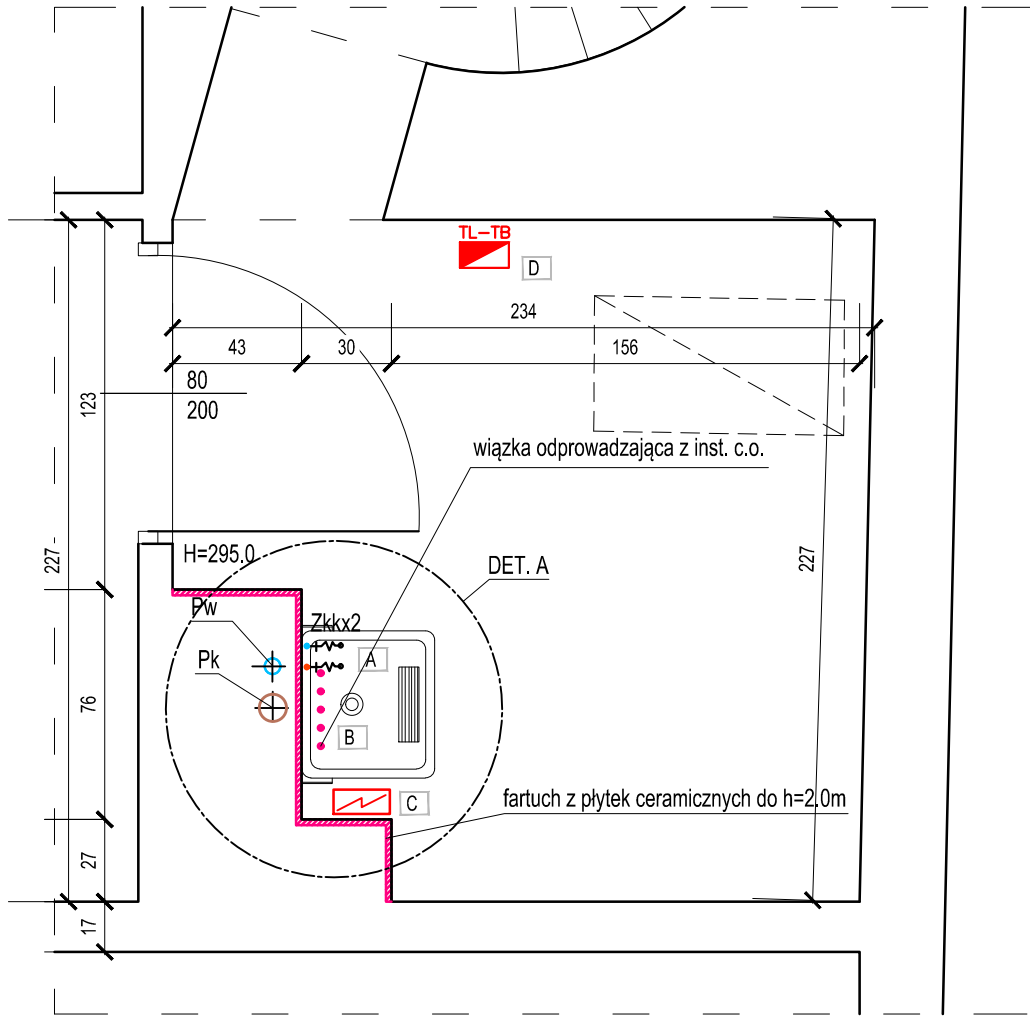 TL-TB
D
234
43
30
156
80
200
123
wiązka odprowadzająca z inst. c.o.
227
H=295.0
DET. A
227
Pw
Zkkx2
Pk
A
76
B
C
fartuch z płytek ceramicznych do h=2.0m
27
17